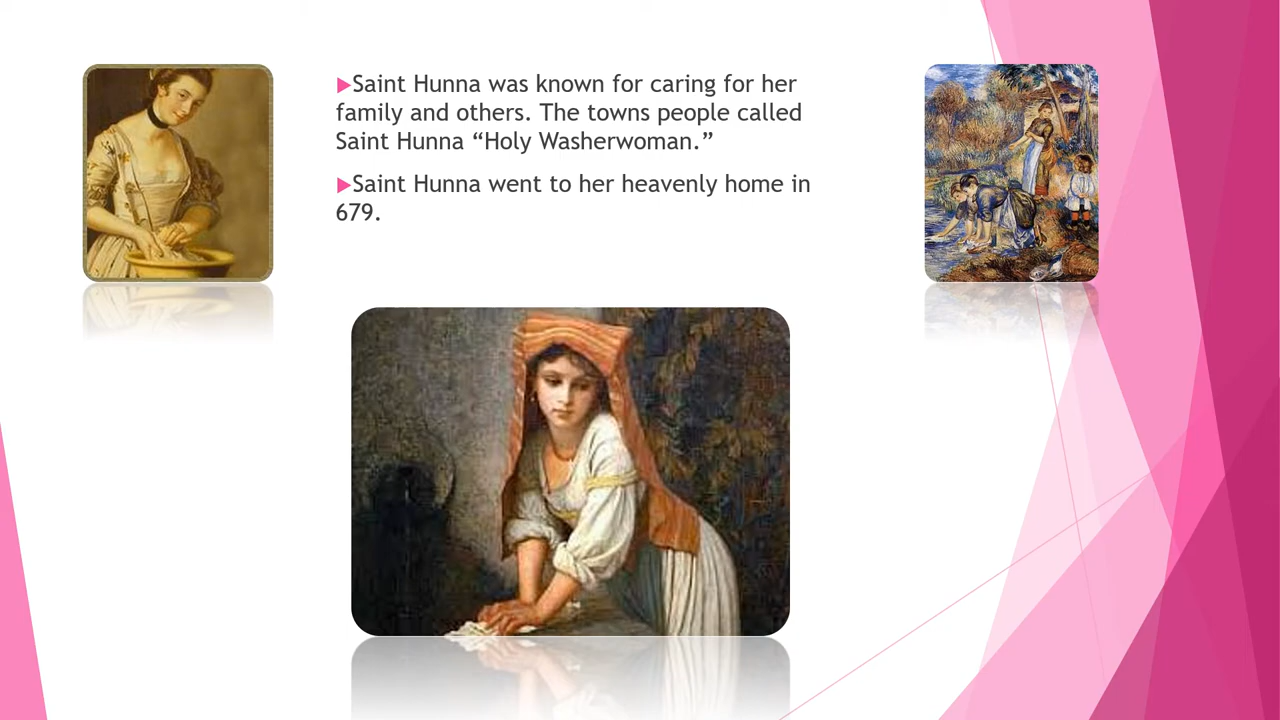 Saint Hunna was known for caring for her
family and others. The towns people called
Saint Hunna “Holy Washerwoman.”
Saint Hunna went to her heavenly home in
679.